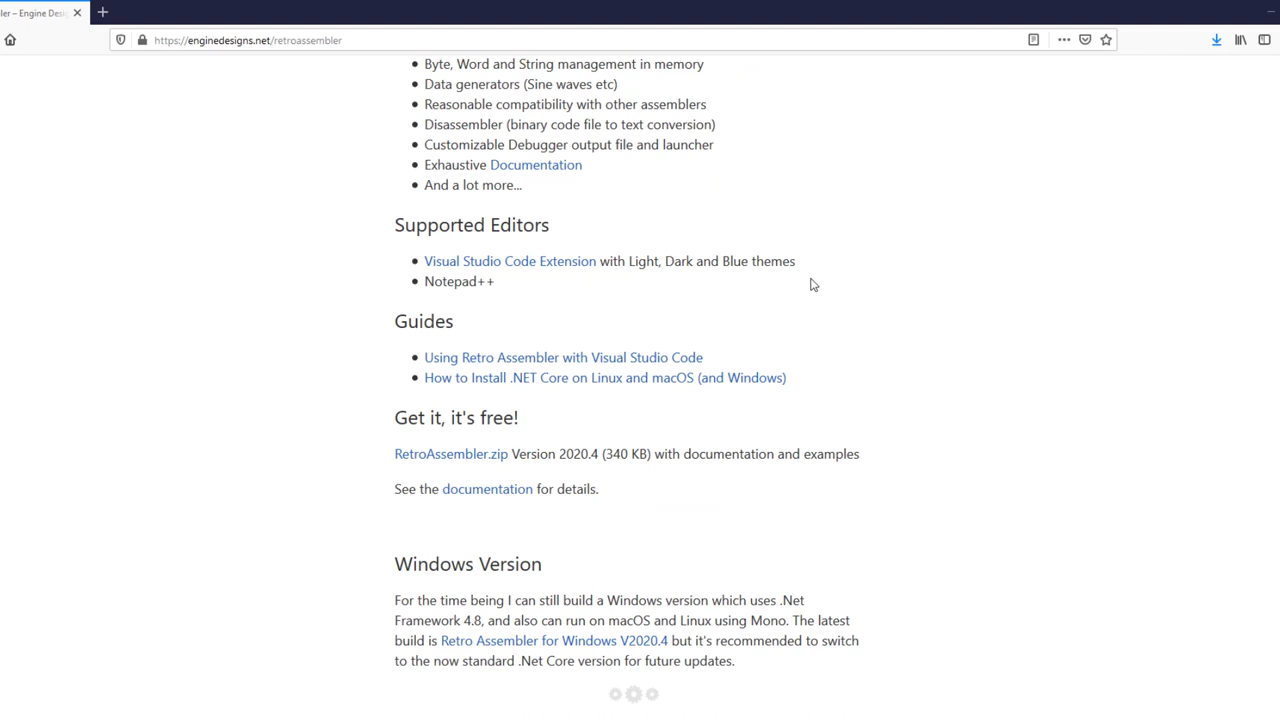 ler – Engine Desi
https://enginedesigns.net/retroassembler
Byte, Word and String management in memory
Data generators (Sine waves etc)
Reasonable compatibility with other assemblers
Disassembler (binary code file to text conversion)
Customizable Debugger output file and launcher
Exhaustive Documentation
And a lot more...
Supported Editors
Visual Studio Code Extension with Light, Dark and Blue themes
Notepad++
Guides
Using Retro Assembler with Visual Studio Code
How to Install .NET Core on Linux and macOS (and Windows)
Get it, it's free!
RetroAssembler.zip Version 2020.4 (340 KB) with documentation and examples
See the documentation for details.
Windows Version
For the time being I can still build a Windows version which uses .Net
Framework 4.8, and also can run on macOS and Linux using Mono. The latest
build is Retro Assembler for Windows V2020.4 but it's recommended to switch
to the now standard .Net Core version for future updates.